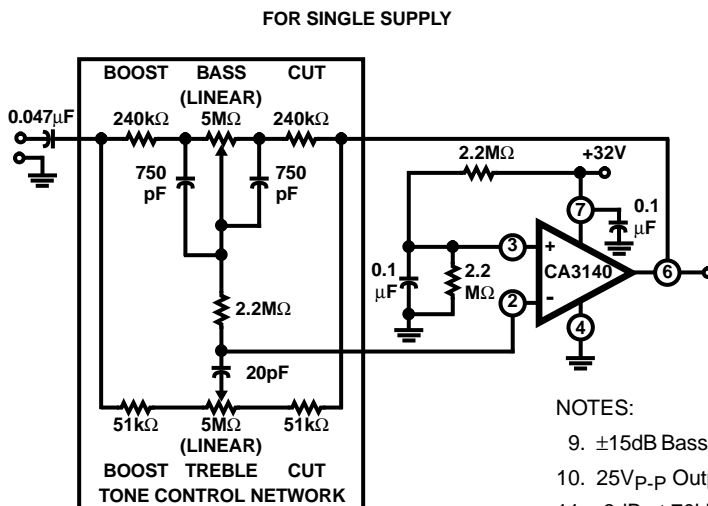 FOR SINGLE SUPPLY
BOOST BASS CUT
(LINEAR)
0.047µF
240kΩ 5MΩ 240kΩ
750
pF
750
pF
2.2MΩ
+32V
7
0.1
µF
3
+
CA3140
6
0.1
µF
2.2
MΩ
2
-
4
2.2MΩ
20pF
51kΩ 5MΩ 51kΩ
(LINEAR)
BOOST TREBLE CUT
TONE CONTROL NETWORK
NOTES:
9. ±15dB Bass
10. 25VP-P Outp